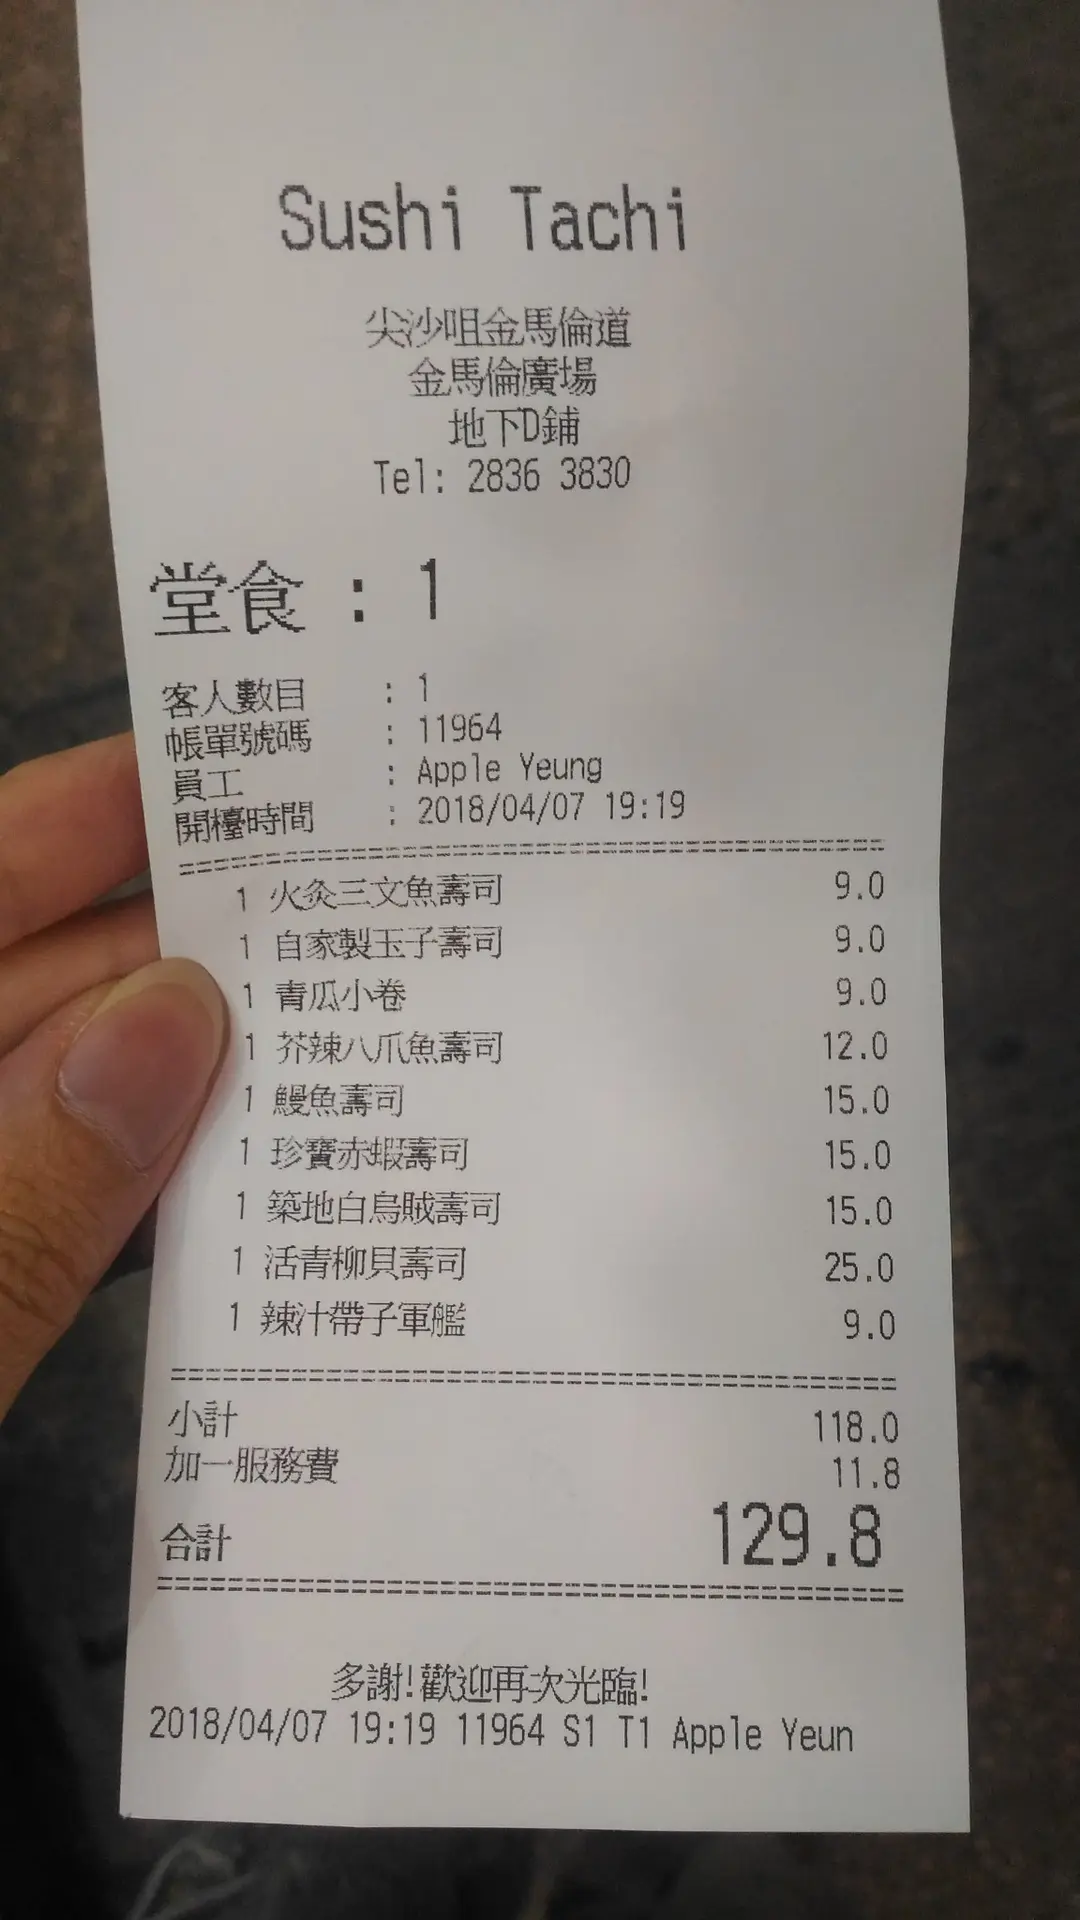 Sushi Tachi
尖沙咀金馬倫道
金馬倫廣場
地下D鋪
Tel: 2836 3830
堂食 : 1
客人數目 : 1
帳單號碼 : 11964
員工 : Apple Yeung
開檯時間 : 2018/04/07 19:19
1 火灸三文魚壽司 9.0
1 自家製玉子壽司 9.0
1 青瓜小卷 9.0
1 芥辣八爪魚壽司 12.0
1 鰻魚壽司 15.0
1 珍寶赤蝦壽司 15.0
1 築地白烏賊壽司 15.0
1 活青柳貝壽司 25.0
1 辣汁帶子軍艦 9.0
小計 118.0
加一服務費 11.8
合計 129.8
多謝!歡迎再次光臨!
2018/04/07 19:19 11964 S1 T1 Apple Yeun